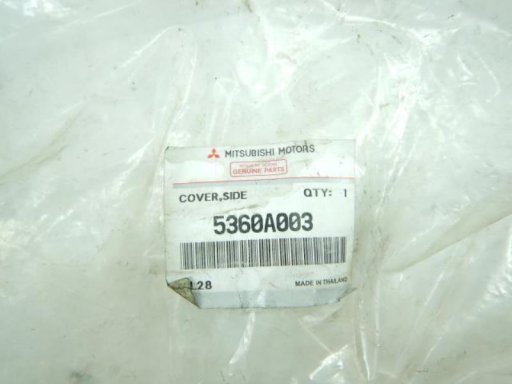 MITSUBISHI MOTORS
GENUINE PARTS
COVER,SIDE QTY: 1
5360A003
L28 MADE IN THAILAND